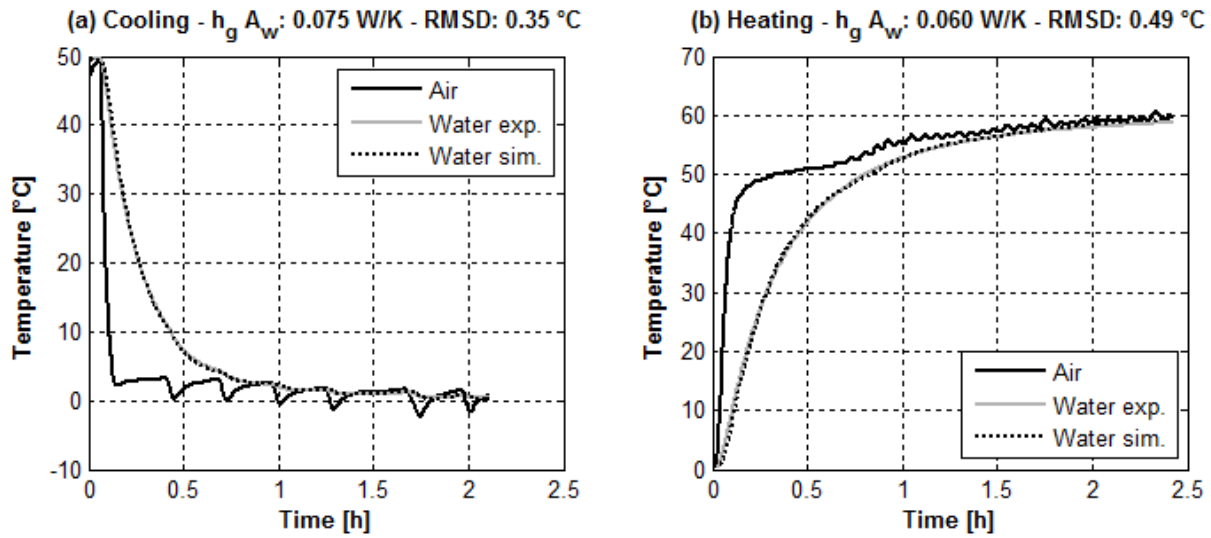 (a) Cooling - h_g A_w: 0.075 W/K - RMSD: 0.35 °C
50
40
30
20
10
0
-10
Temperature [°C]
Air
Water exp.
Water sim.
0 0.5 1 1.5 2 2.5
Time [h]
(b) Heating - h_g A_w: 0.060 W/K - RMSD: 0.49 °C
70
60
50
40
30
20
10
0
Temperature [°C]
Air
Water exp.
Water sim.
0 0.5 1 1.5 2 2.5
Time [h]